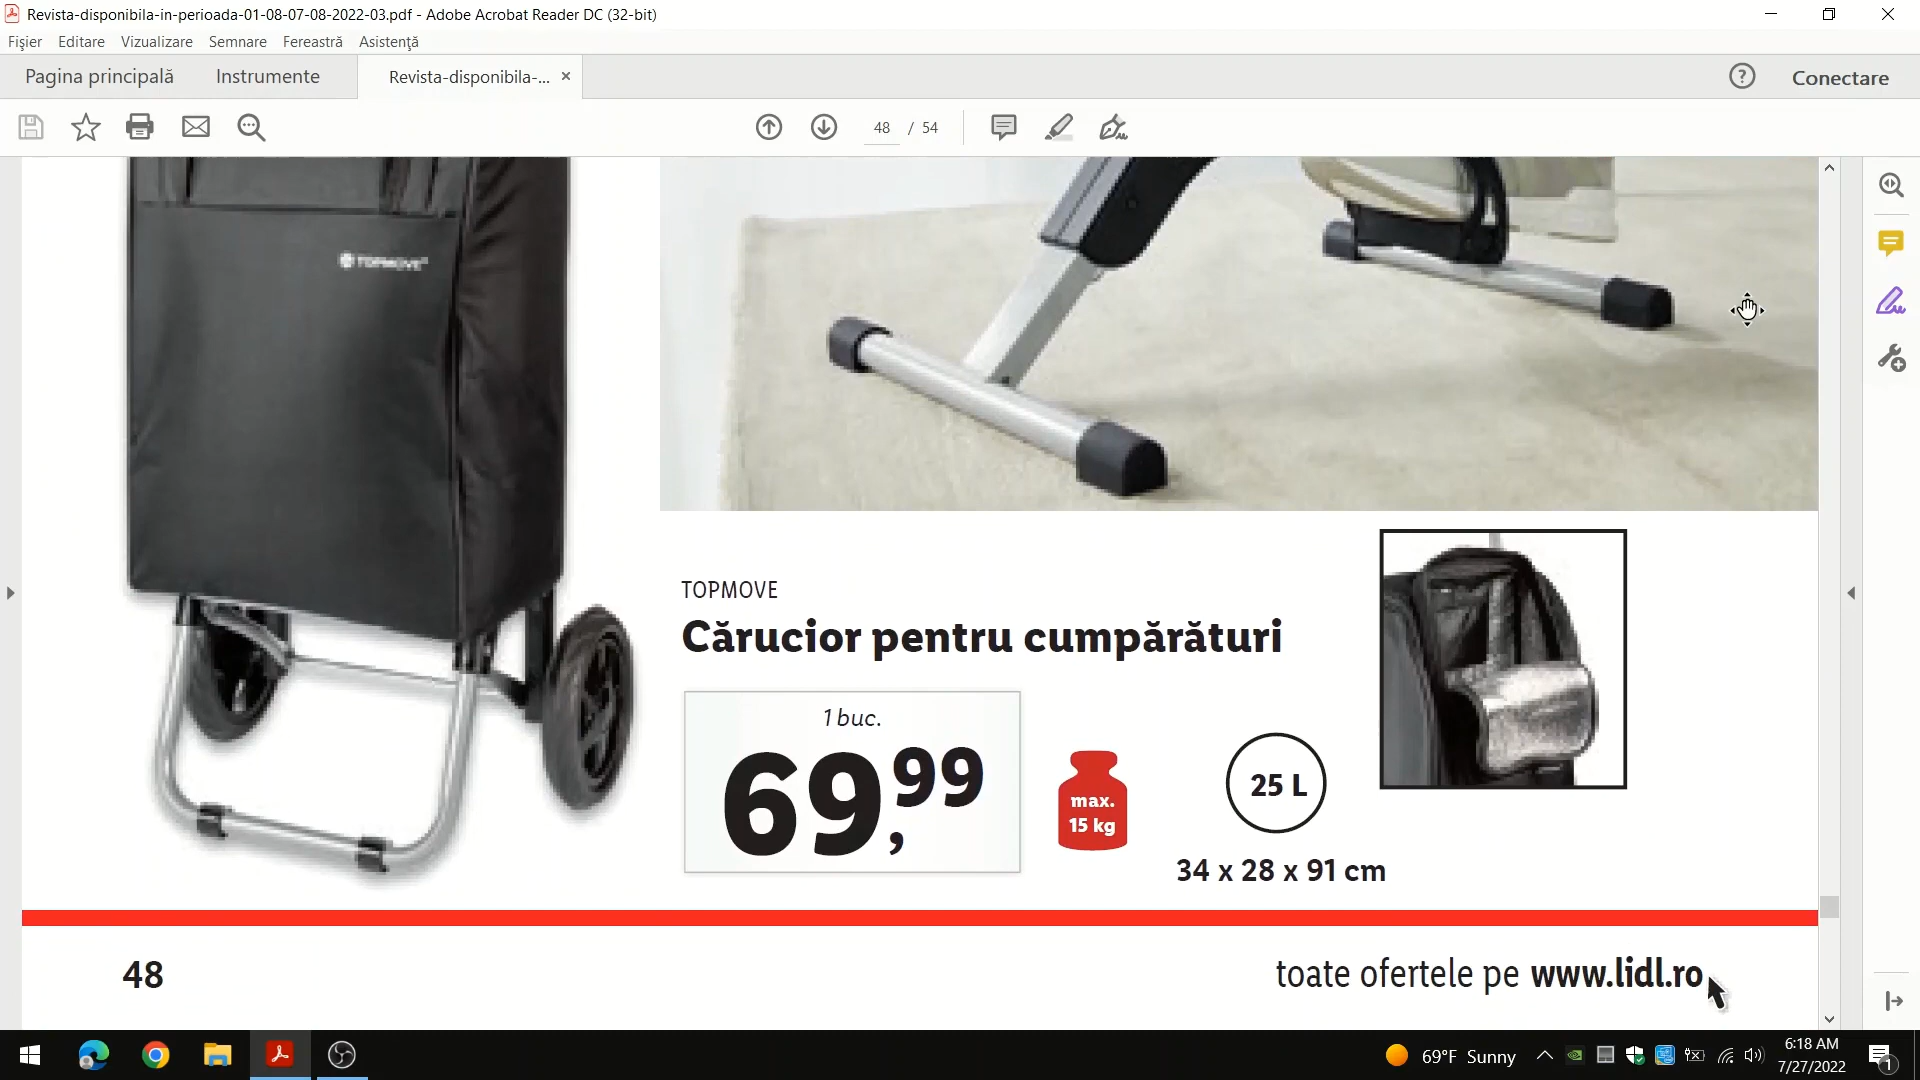 Revista-disponibila-in-perioada-01-08-07-08-2022-03.pdf - Adobe Acrobat Reader DC (32-bit)
Fișier Editare Vizualizare Semnare Fereastră Asistență
Pagina principală Instrumente Revista-disponibila-... × Conectare
48 / 54
TOPMOVE
TOPMOVE
Cărucior pentru cumpărături
1 buc.
69,99
max.
15 kg
25 L
34 x 28 x 91 cm
48
toate ofertele pe www.lidl.ro
69°F Sunny
6:18 AM
7/27/2022
1